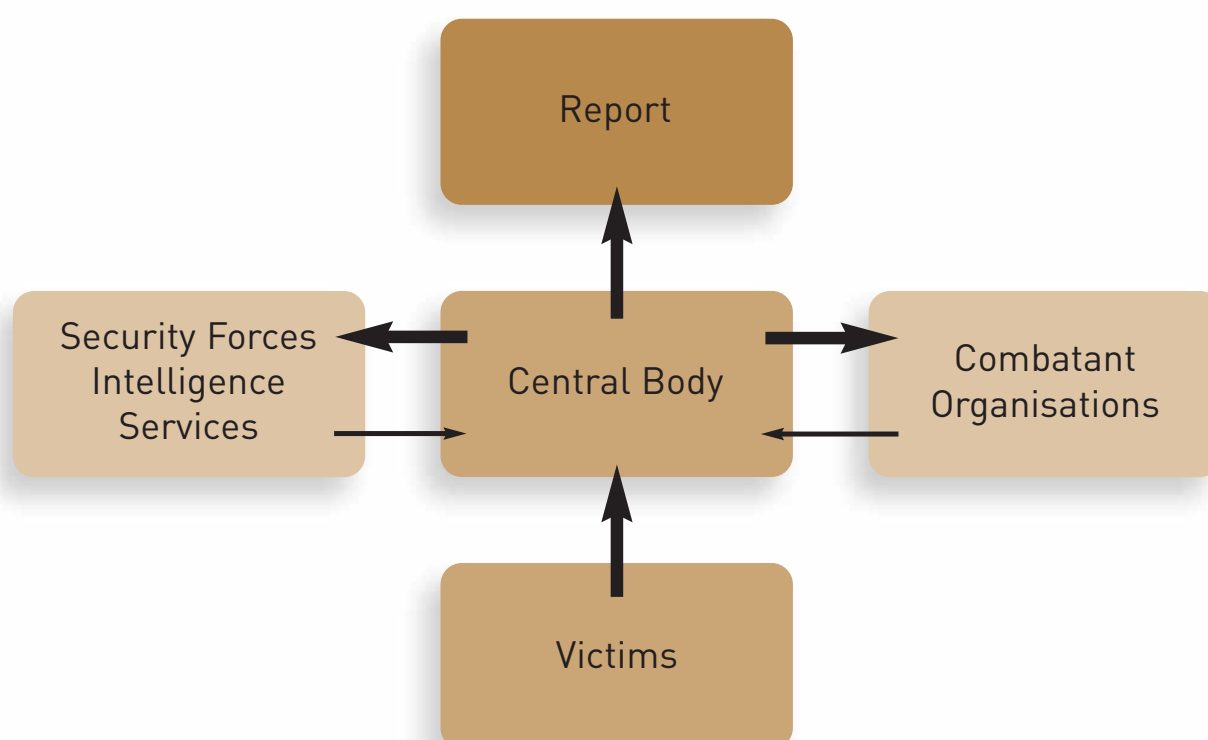 Report
Security Forces
Intelligence
Services
Central Body
Combatant
Organisations
Victims